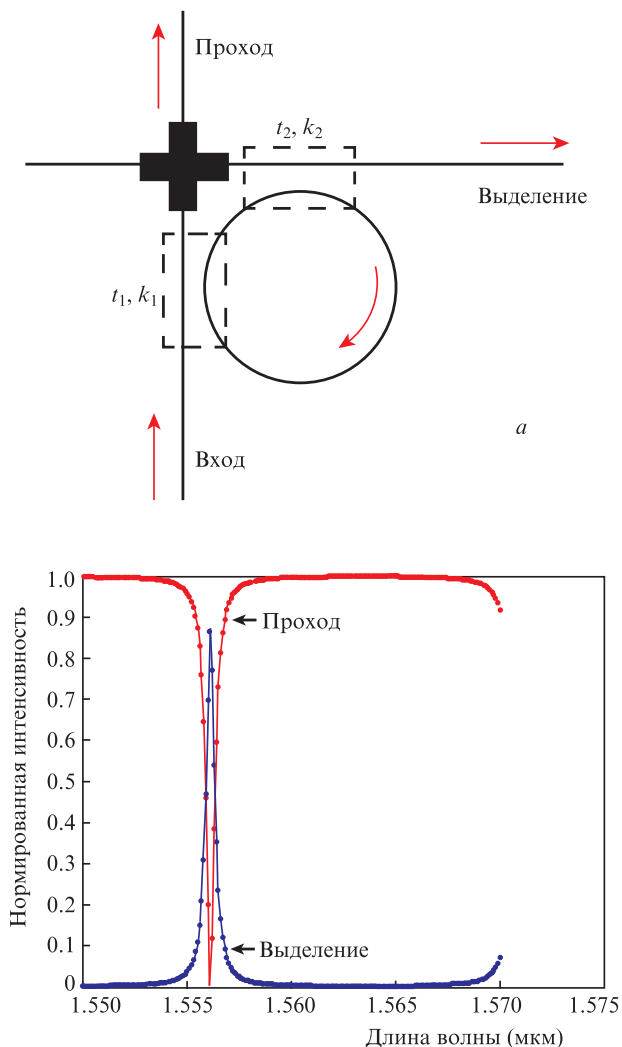 Проход
t₂, k₂
Выделение
t₁, k₁
а
Вход
Нормированная интенсивность
1.0
0.9
0.8
0.7
0.6
0.5
0.4
0.3
0.2
0.1
0
Проход
Выделение
1.550 1.555 1.560 1.565 1.570 1.575
Длина волны (мкм)